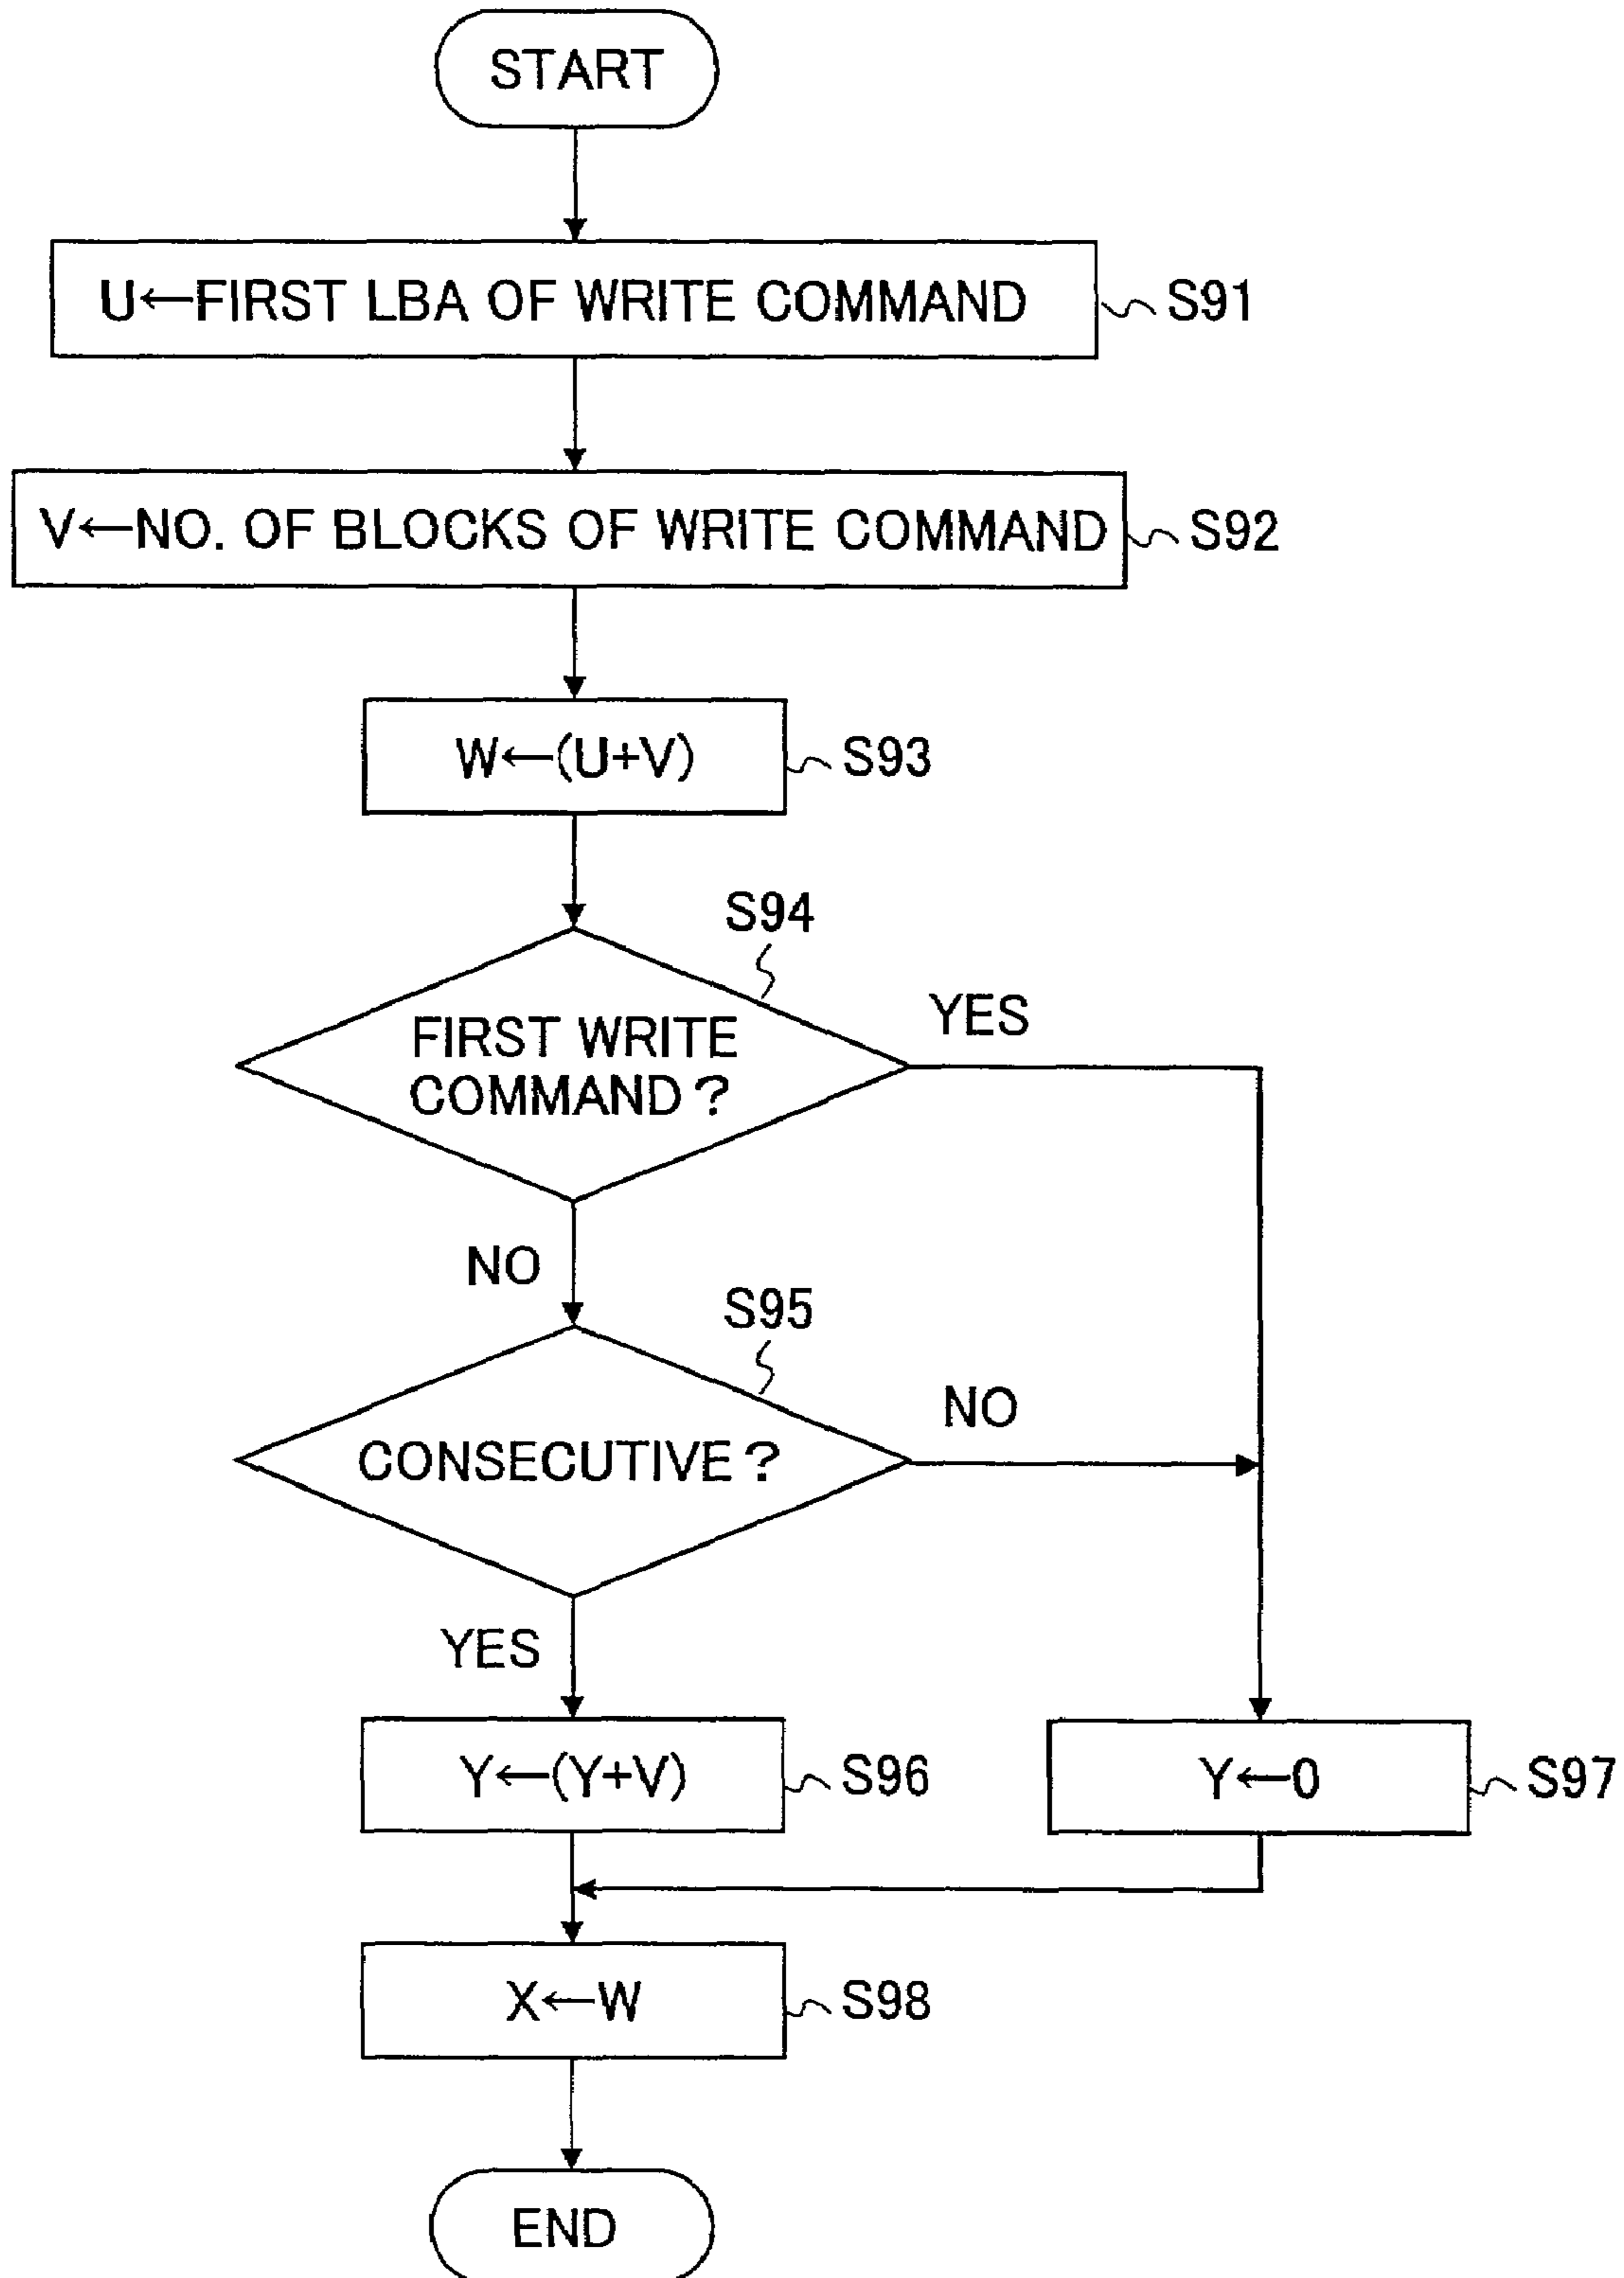 START
U←FIRST LBA OF WRITE COMMAND
S91
V←NO. OF BLOCKS OF WRITE COMMAND
S92
W←(U+V)
S93
S94
FIRST WRITE
COMMAND?
YES
NO
S95
CONSECUTIVE?
NO
YES
Y←(Y+V)
S96
Y←0
S97
X←W
S98
END